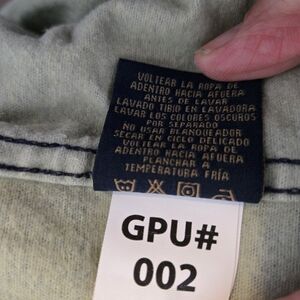 VOLTEAR LA ROPA DE
ADENTRO HACIA AFUERA
ANTES DE LAVAR
LAVADO TIBIO EN LAVADORA
LAVAR LOS COLORES OSCUROS
POR SEPARADO
NO USAR BLANQUEADOR
SECAR EN CICLO DELICADO
VOLTEAR LA ROPA DE
ADENTRO HACIA AFUERA
PLANCHAR A
TEMPERATURA FRÍA
GPU#
002